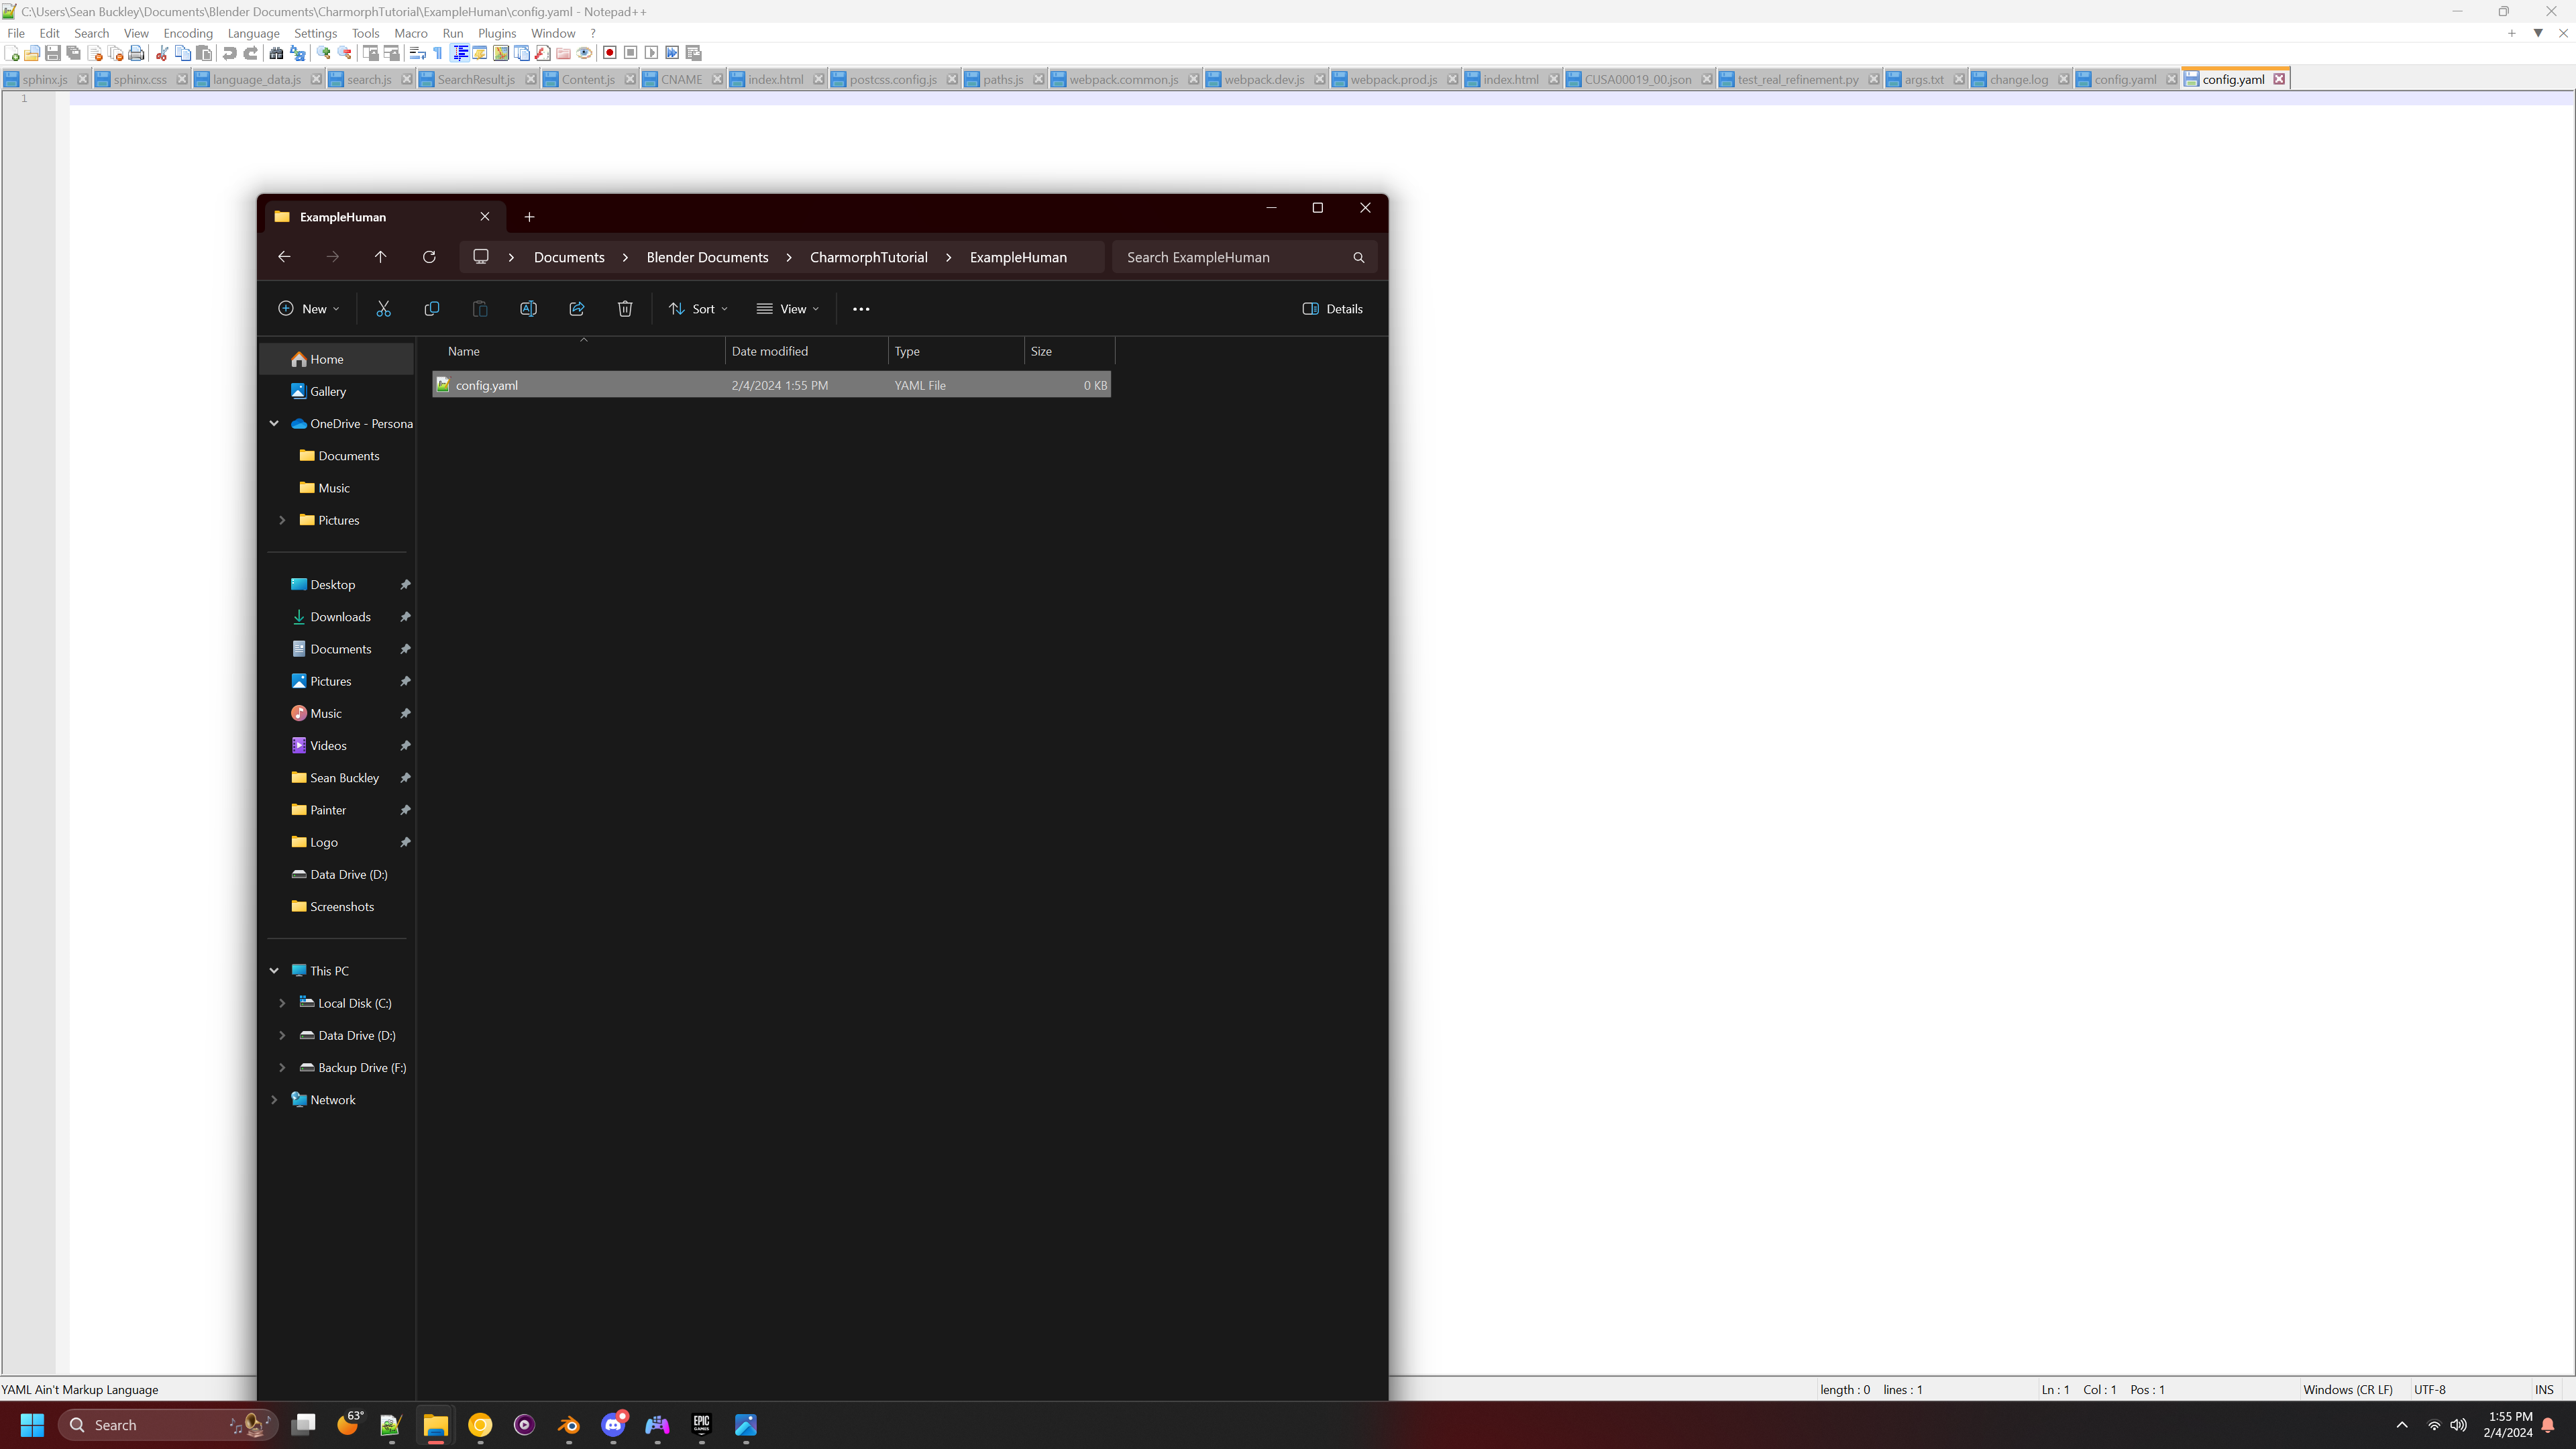 C:\Users\Sean Buckley\Documents\Blender Documents\CharmorphTutorial\ExampleHuman\config.yaml - Notepad++
File Edit Search View Encoding Language Settings Tools Macro Run Plugins Window ?
sphinx.js sphinx.css language_data.js search.js SearchResult.js Content.js CNAME index.html postcss.config.js paths.js webpack.common.js webpack.dev.js webpack.prod.js index.html CUSA00019_00.json test_real_refinement.py args.txt change.log config.yaml config.yaml
1
ExampleHuman
Documents Blender Documents CharmorphTutorial ExampleHuman Search ExampleHuman
New Sort View Details
Name Date modified Type Size
config.yaml 2/4/2024 1:55 PM YAML File 0 KB
Home
Gallery
OneDrive - Persona
Documents
Music
Pictures
Desktop
Downloads
Documents
Pictures
Music
Videos
Sean Buckley
Painter
Logo
Data Drive (D:)
Screenshots
This PC
Local Disk (C:)
Data Drive (D:)
Backup Drive (F:)
Network
YAML Ain't Markup Language length : 0 lines : 1 Ln : 1 Col : 1 Pos : 1 Windows (CR LF) UTF-8 INS
Search 63° EPIC GAMES 1:55 PM
2/4/2024